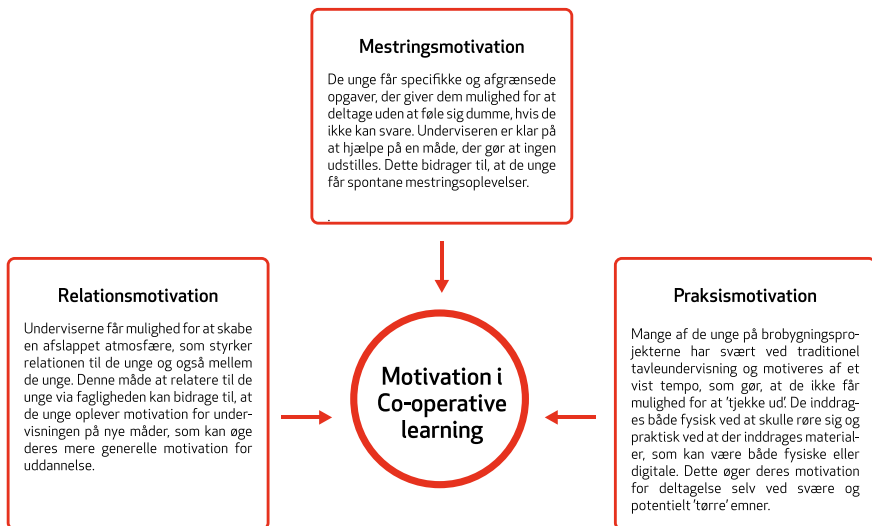 Mestringsmotivation
De unge får specifikke og afgrænsede
opgaver, der giver dem mulighed for at
deltage uden at føle sig dumme, hvis de
ikke kan svare. Underviseren er klar på
at hjælpe på en måde, der gør at ingen
udstilles. Dette bidrager til, at de unge
får spontane mestringsoplevelser.
.
Relationsmotivation
Underviserne får mulighed for at skabe
en afslappet atmosfære, som styrker
relationen til de unge og også mellem
de unge. Denne måde at relatere til de
unge via fagligheden kan bidrage til, at
de unge oplever motivation for under-
visningen på nye måder, som kan øge
deres mere generelle motivation for
uddannelse.
Motivation i
Co-operative
learning
Praksismotivation
Mange af de unge på brobygningspro-
jekterne har svært ved traditionel
tavleundervisning og motiveres af et
vist tempo, som gør, at de ikke får
mulighed for at 'tjekke ud'. De inddrag-
es både fysisk ved at skulle røre sig og
praktisk ved at der inddrages material-
er, som kan være både fysiske eller
digitale. Dette øger deres motivation
for deltagelse selv ved svære og
potentielt 'tørre' emner.